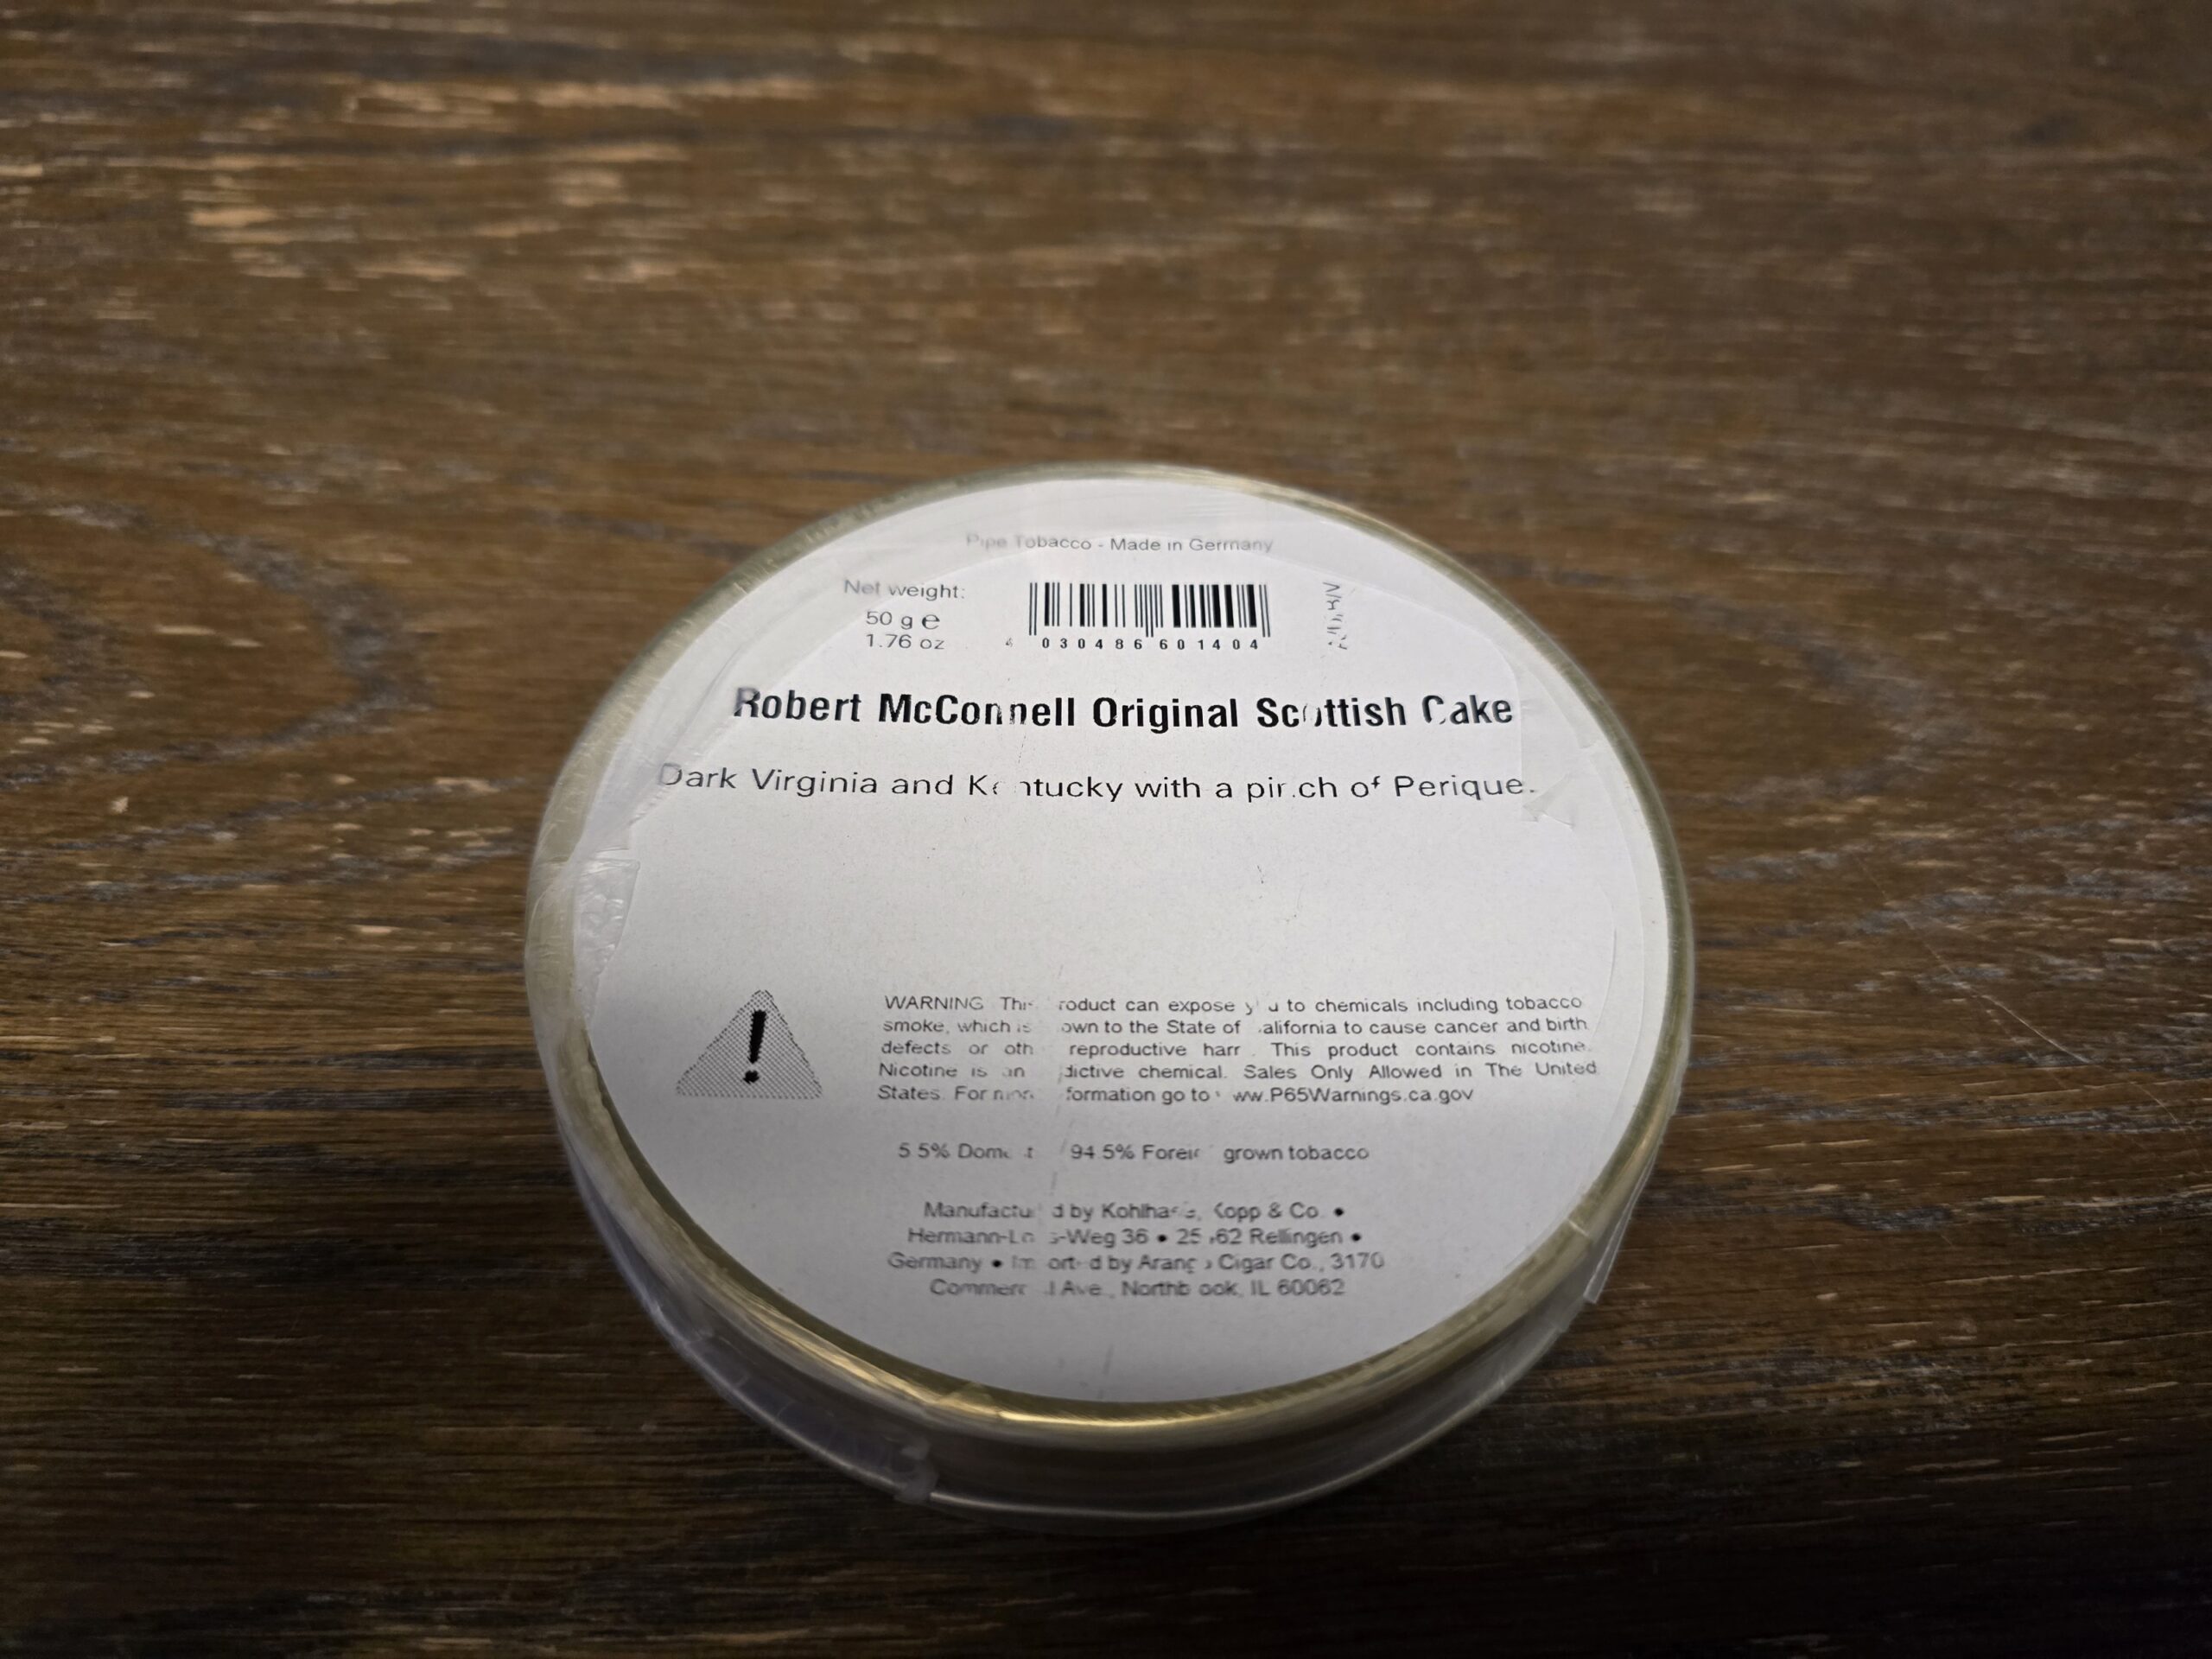 Pipe Tobacco - Made in Germany
Net weight:
50 g e
1.76 oz
030486 601404
Robert McConnell Original Scottish Cake
Dark Virginia and Kentucky with a pinch of Perique.
WARNING This product can expose you to chemicals including tobacco
smoke, which is known to the State of California to cause cancer and birth
defects or other reproductive harm. This product contains nicotine.
Nicotine is an addictive chemical. Sales Only Allowed in The United
States. For more information go to www.P65Warnings.ca.gov
5.5% Domestic / 94.5% Foreign grown tobacco
Manufactured by Kohlhase, Kopp & Co. •
Hermann-Löns-Weg 36 • 25462 Rellingen •
Germany • Imported by Arango Cigar Co., 3170
Commercial Ave., Northbrook, IL 60062